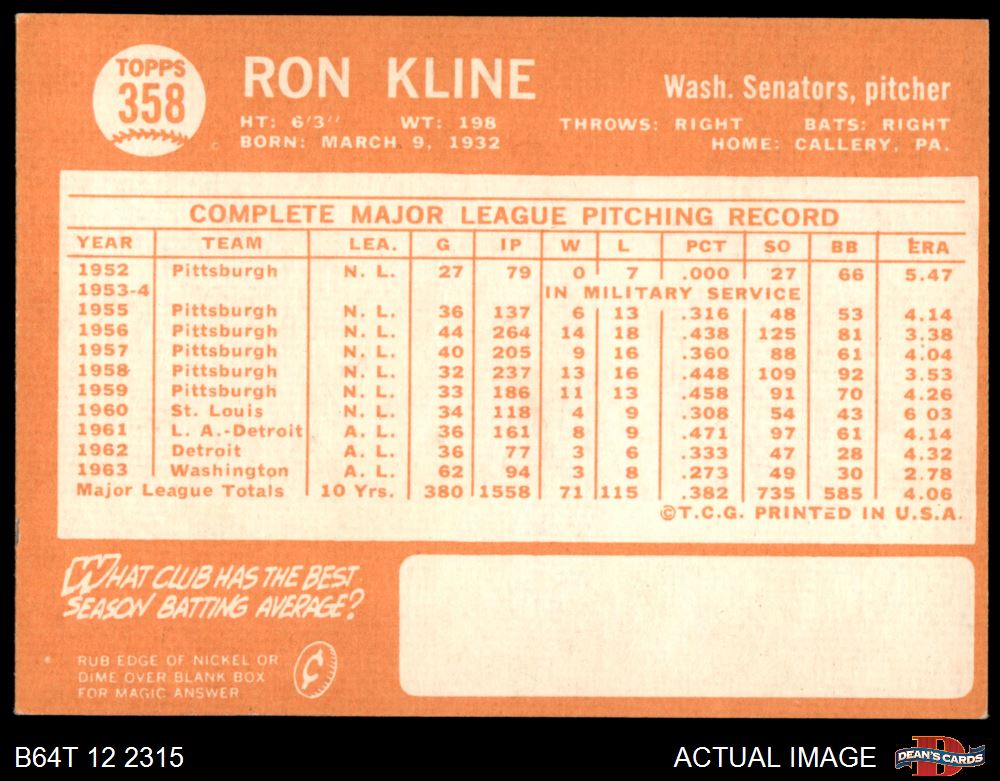 TOPPS
358
RON KLINE
Wash. Senators, pitcher
HT: 6'3" WT: 198 THROWS: RIGHT BATS: RIGHT
BORN: MARCH 9, 1932 HOME: CALLERY, PA.
COMPLETE MAJOR LEAGUE PITCHING RECORD
YEAR TEAM LEA. G IP W L PCT SO BB ERA
1952 Pittsburgh N. L. 27 79 0 7 .000 27 66 5.47
1953-4 IN MILITARY SERVICE
1955 Pittsburgh N. L. 36 137 6 13 .316 48 53 4.14
1956 Pittsburgh N. L. 44 264 14 18 .438 125 81 3.38
1957 Pittsburgh N. L. 40 205 9 16 .360 88 61 4.04
1958 Pittsburgh N. L. 32 237 13 16 .448 109 92 3.53
1959 Pittsburgh N. L. 33 186 11 13 .458 91 70 4.26
1960 St. Louis N. L. 34 118 4 9 .308 54 43 6 03
1961 L. A.-Detroit A. L. 36 161 8 9 .471 97 61 4.14
1962 Detroit A. L. 36 77 3 6 .333 47 28 4.32
1963 Washington A. L. 62 94 3 8 .273 49 30 2.78
Major League Totals 10 Yrs. 380 1558 71 115 .382 735 585 4.06
©T.C.G. PRINTED IN U.S.A.
WHAT CLUB HAS THE BEST
SEASON BATTING AVERAGE?
RUB EDGE OF NICKEL OR
DIME OVER BLANK BOX
FOR MAGIC ANSWER
¢
B64T 12 2315 ACTUAL IMAGE DEAN'S CARDS